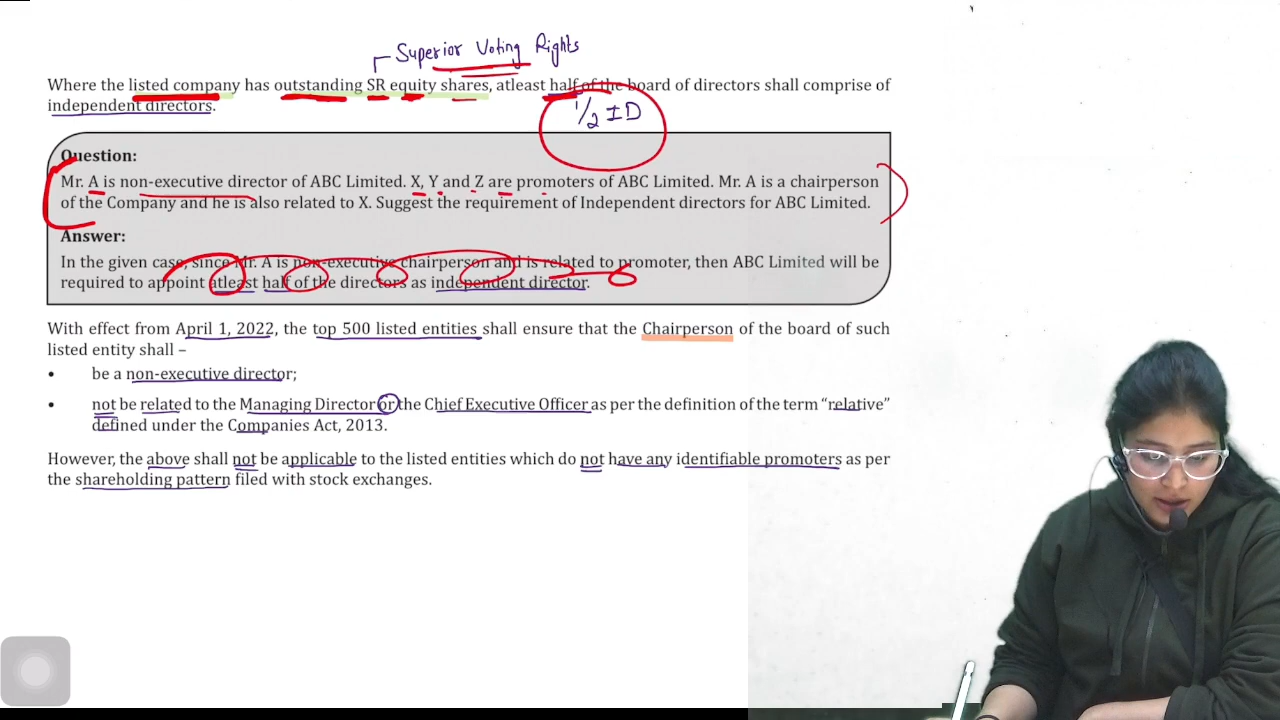 Superior Voting Rights
Where the listed company has outstanding SR equity shares, atleast half of the board of directors shall comprise of
independent directors.
1/2 ID
Question:
Mr. A is non-executive director of ABC Limited. X, Y and Z are promoters of ABC Limited. Mr. A is a chairperson
of the Company and he is also related to X. Suggest the requirement of Independent directors for ABC Limited.
Answer:
In the given case, since Mr. A is non-executive chairperson and is related to promoter, then ABC Limited will be
required to appoint atleast half of the directors as independent director.
With effect from April 1, 2022, the top 500 listed entities shall ensure that the Chairperson of the board of such
listed entity shall –
• be a non-executive director;
• not be related to the Managing Director or the Chief Executive Officer as per the definition of the term “relative”
defined under the Companies Act, 2013.
However, the above shall not be applicable to the listed entities which do not have any identifiable promoters as per
the shareholding pattern filed with stock exchanges.